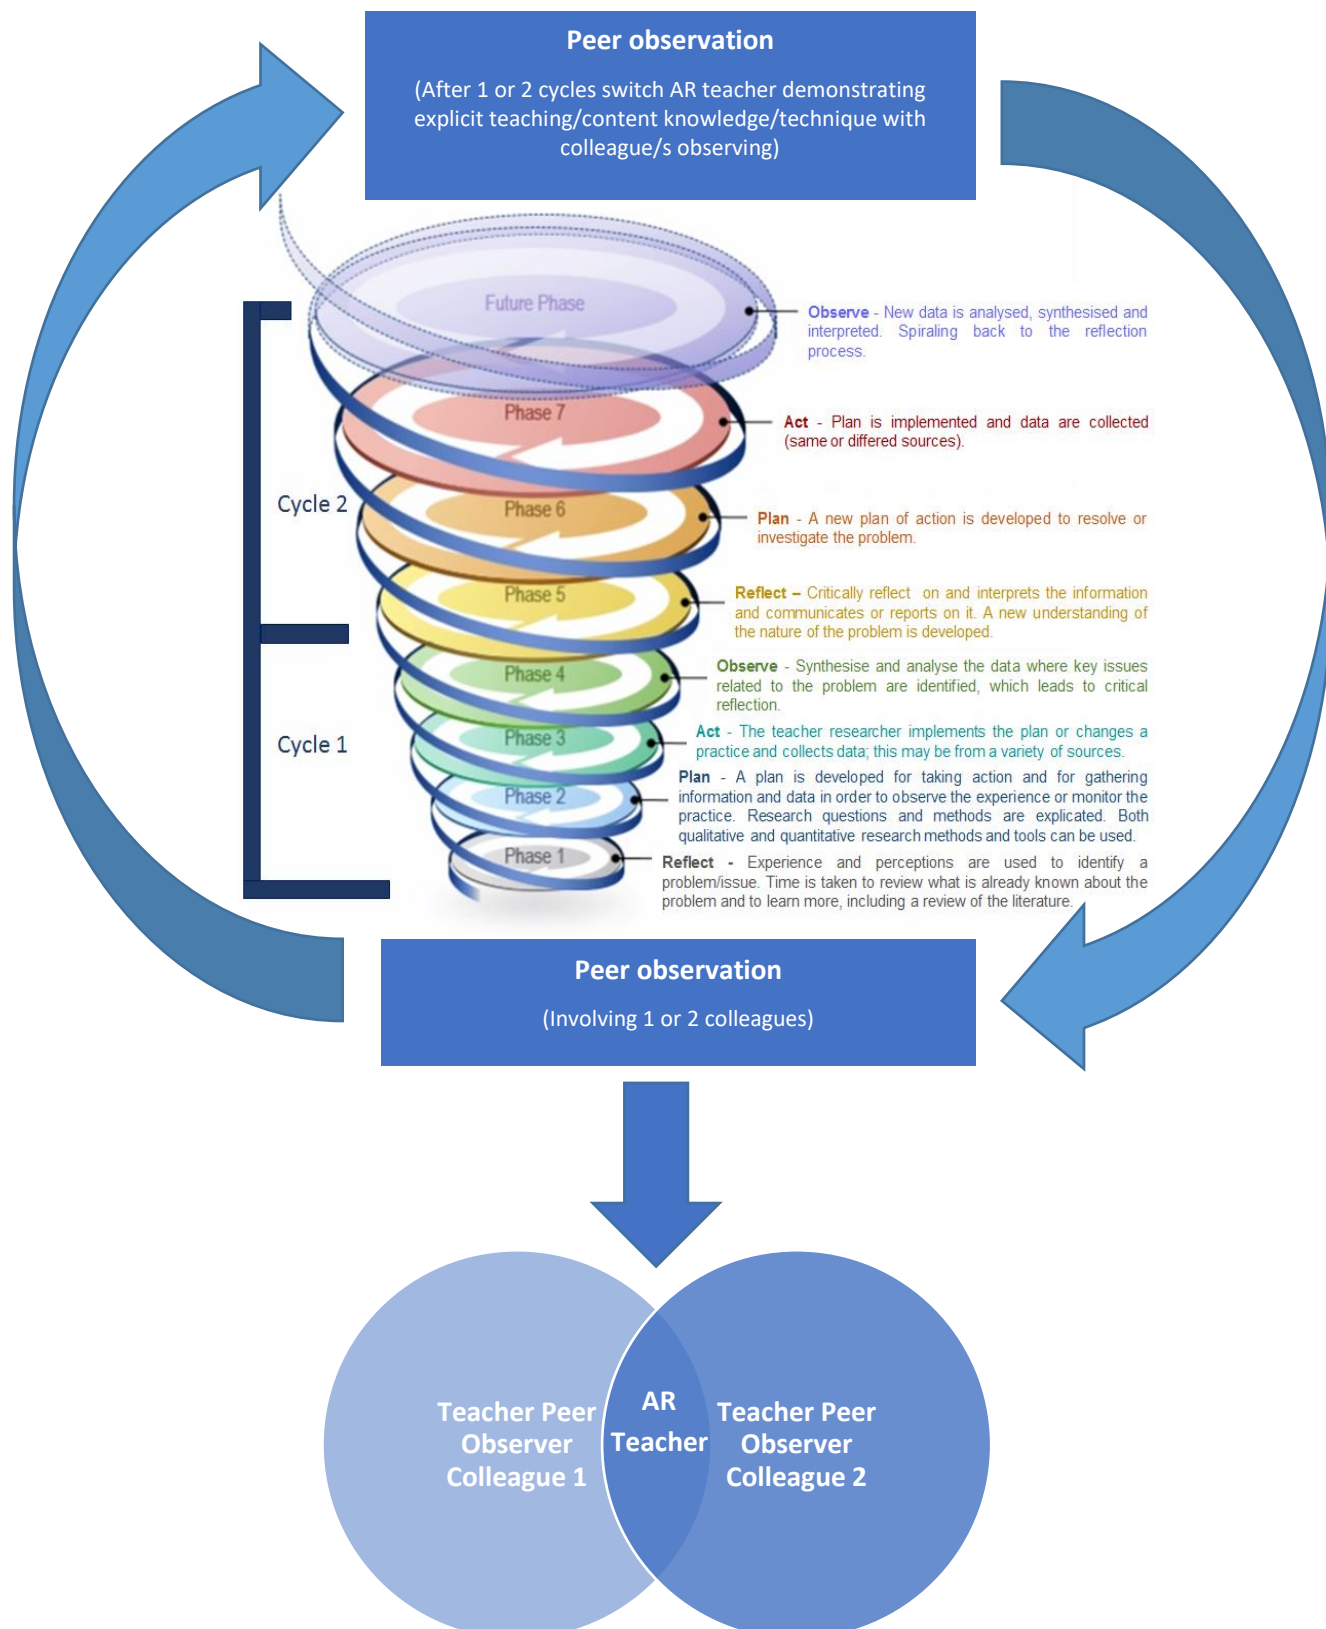 Peer observation
(After 1 or 2 cycles switch AR teacher demonstrating
explicit teaching/content knowledge/technique with
colleague/s observing)
Future Phase
Observe - New data is analysed, synthesised and
interpreted. Spiraling back to the reflection
process.
Phase 7
Act - Plan is implemented and data are collected
(same or differed sources).
Cycle 2
Phase 6
Plan - A new plan of action is developed to resolve or
investigate the problem.
Phase 5
Reflect – Critically reflect on and interprets the information
and communicates or reports on it. A new understanding of
the nature of the problem is developed.
Phase 4
Observe - Synthesise and analyse the data where key issues
related to the problem are identified, which leads to critical
reflection.
Cycle 1
Phase 3
Act - The teacher researcher implements the plan or changes a
practice and collects data; this may be from a variety of sources.
Phase 2
Plan - A plan is developed for taking action and for gathering
information and data in order to observe the experience or monitor the
practice. Research questions and methods are explicated. Both
qualitative and quantitative research methods and tools can be used.
Phase 1
Reflect - Experience and perceptions are used to identify a
problem/issue. Time is taken to review what is already known about the
problem and to learn more, including a review of the literature.
Peer observation
(Involving 1 or 2 colleagues)
Teacher Peer
Observer
Colleague 1
AR
Teacher
Teacher Peer
Observer
Colleague 2